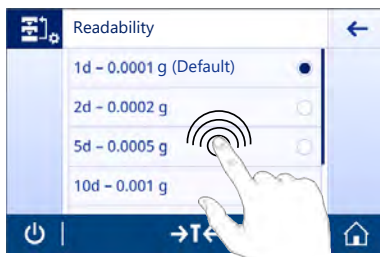 Readability
1d – 0.0001 g (Default)
2d – 0.0002 g
5d – 0.0005 g
10d – 0.001 g
→T←